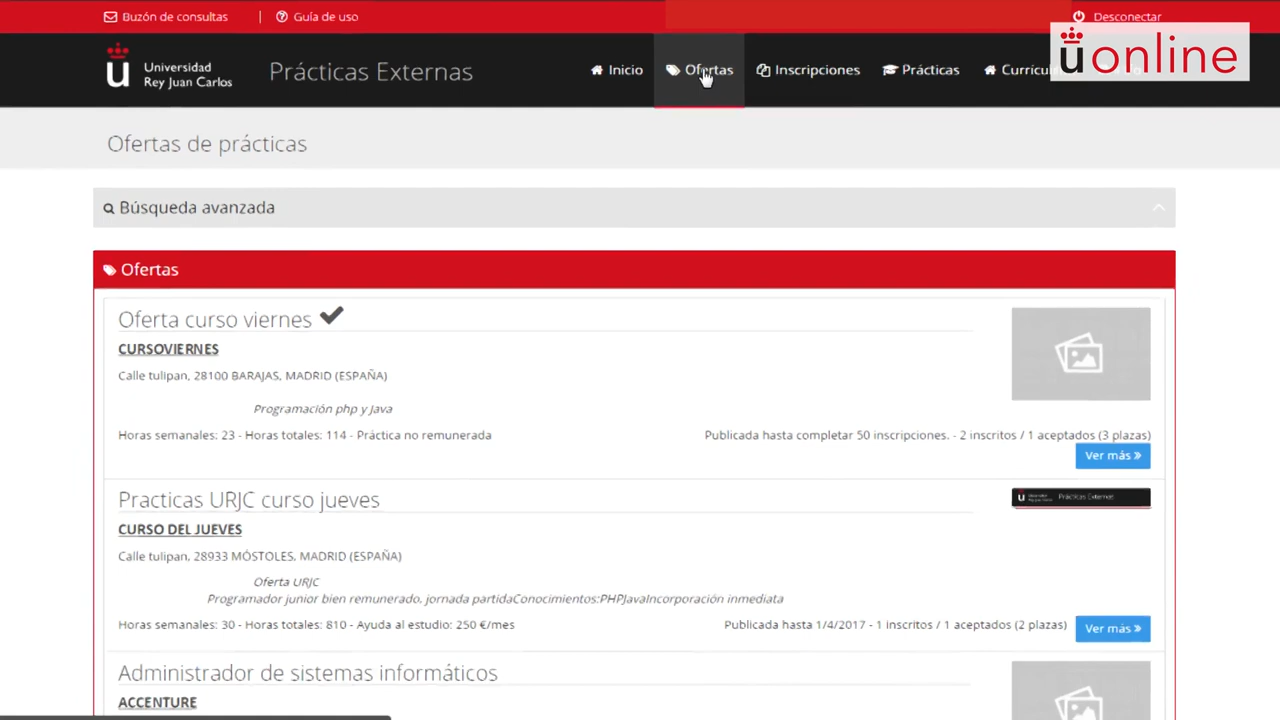 Buzón de consultas | Guía de uso
Desconectar
Universidad
Rey Juan Carlos
Prácticas Externas
Inicio
Ofertas
Inscripciones
Prácticas
u online
Ofertas de prácticas
Búsqueda avanzada
Ofertas
Oferta curso viernes
CURSOVIERNES
Calle tulipan, 28100 BARAJAS, MADRID (ESPAÑA)
Programación php y Java
Horas semanales: 23 - Horas totales: 114 - Práctica no remunerada
Publicada hasta completar 50 inscripciones. - 2 inscritos / 1 aceptados (3 plazas)
Ver más »
Practicas URJC curso jueves
u Prácticas Externas
CURSO DEL JUEVES
Calle tulipan, 28933 MÓSTOLES, MADRID (ESPAÑA)
Oferta URJC
Programador junior bien remunerado, jornada partidaConocimientos:PHPJavaIncorporación inmediata
Horas semanales: 30 - Horas totales: 810 - Ayuda al estudio: 250 €/mes
Publicada hasta 1/4/2017 - 1 inscritos / 1 aceptados (2 plazas)
Ver más »
Administrador de sistemas informáticos
ACCENTURE